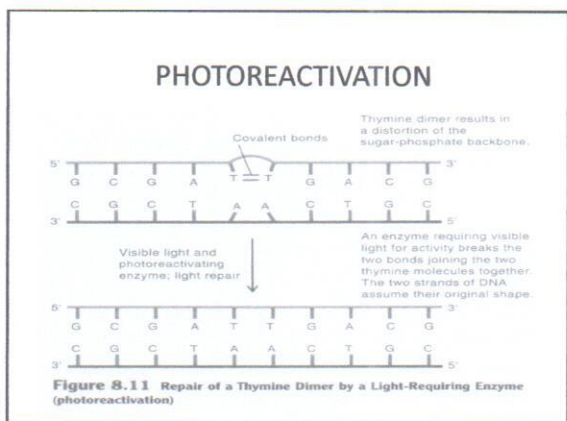 PHOTOREACTIVATION
Thymine dimer results in
a distortion of the
sugar-phosphate backbone.
Covalent bonds
5' 3'
G C G A T T G A C G
C G C T A A C T G C
3' 5'
Visible light and
photoreactivating
enzyme; light repair
An enzyme requiring visible
light for activity breaks the
two bonds joining the two
thymine molecules together.
The two strands of DNA
assume their original shape.
5' 3'
G C G A T T G A C G
C G C T A A C T G C
3' 5'
Figure 8.11 Repair of a Thymine Dimer by a Light-Requiring Enzyme
(photoreactivation)